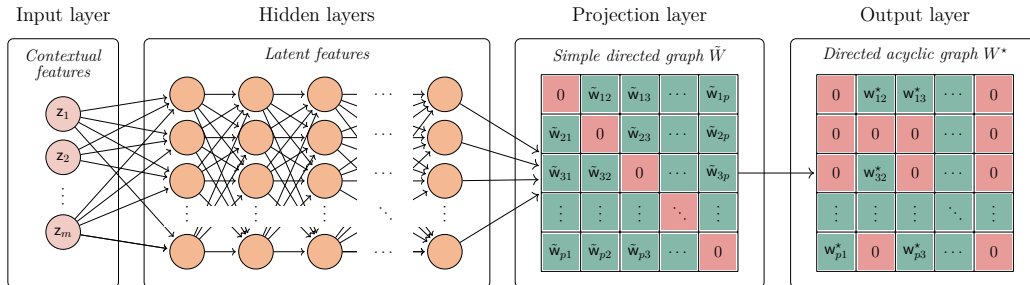 Input layer
Hidden layers
Projection layer
Output layer
Contextual
features
Latent features
Simple directed graph W̃
Directed acyclic graph W⋆
z₁
z₂
⋮
zₘ
⋯
⋯
⋯
⋮ ⋮ ⋮ ⋱ ⋮
⋯
0 w̃₁₂ w̃₁₃ ⋯ w̃₁ₚ
w̃₂₁ 0 w̃₂₃ ⋯ w̃₂ₚ
w̃₃₁ w̃₃₂ 0 ⋯ w̃₃ₚ
⋮ ⋮ ⋮ ⋱ ⋮
w̃ₚ₁ w̃ₚ₂ w̃ₚ₃ ⋯ 0
0 w⋆₁₂ w⋆₁₃ ⋯ 0
0 0 0 ⋯ 0
0 w⋆₃₂ 0 ⋯ 0
⋮ ⋮ ⋮ ⋱ ⋮
w⋆ₚ₁ 0 w⋆ₚ₃ ⋯ 0